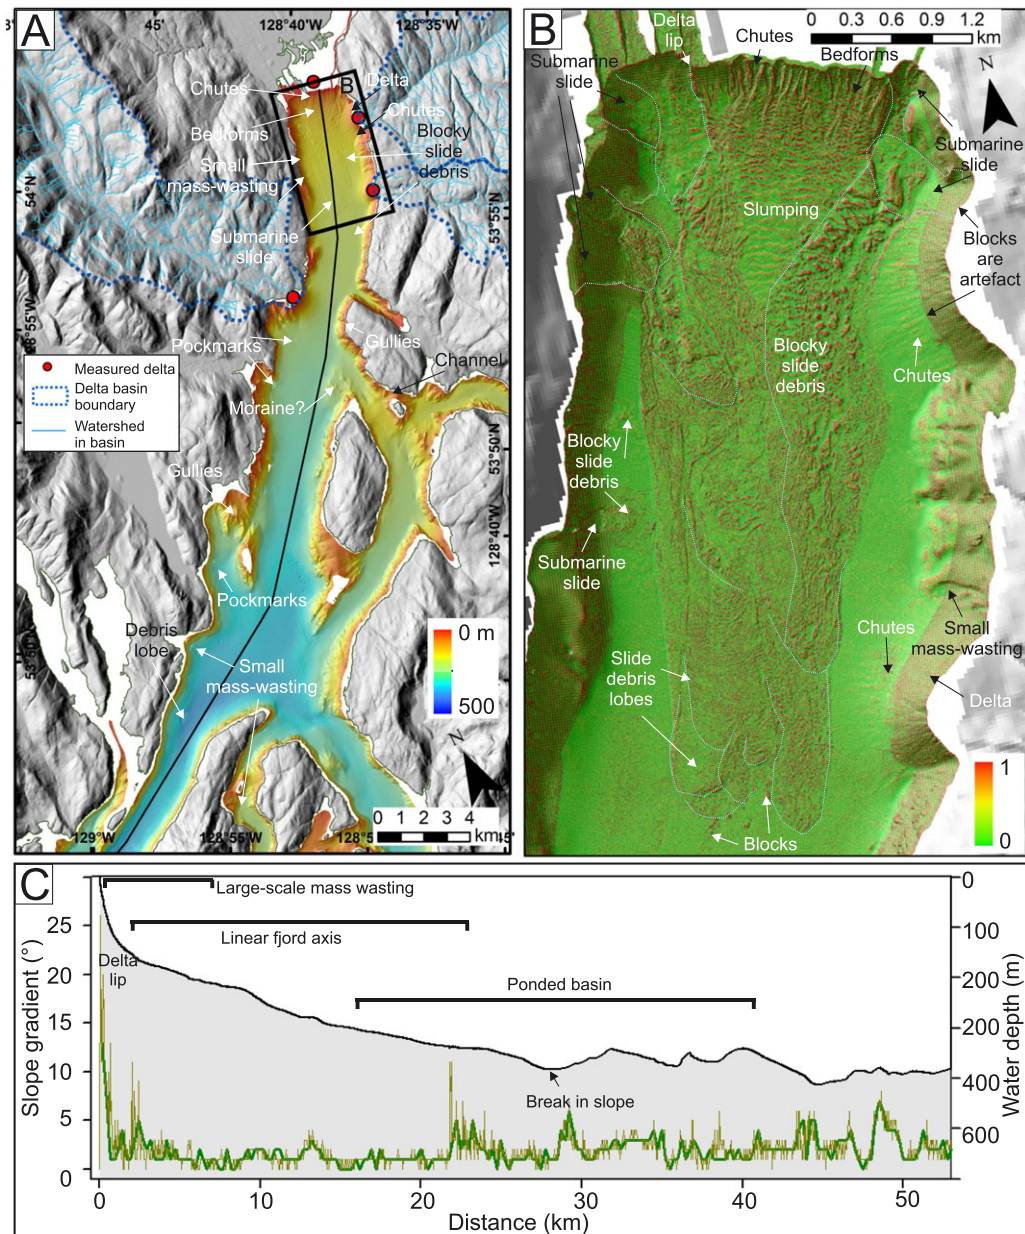 A
3°
45'
128°40'W
128°35'W
B
Delta
Chutes
Chutes
Bedforms
Blocky
slide
debris
Small
mass-wasting
54°N
53°55'N
Submarine
slide
128°55'W
Pockmarks
Gullies
Channel
Measured delta
Delta basin
boundary
Watershed
in basin
Moraine?
53°50'N
Gullies
128°40'W
Pockmarks
Debris
lobe
53°50'
Small
mass-wasting
0 m
500
N
0 1 2 3 4
km
129°W
128°55'W
45'
B
0 0.3 0.6 0.9 1.2
km
Delta
lip
Chutes
Bedforms
Submarine
slide
N
Submarine
slide
Slumping
Blocks
are
artefact
Blocky
slide
debris
Chutes
Blocky
slide
debris
Submarine
slide
Chutes
Small
mass-wasting
Slide
debris
lobes
Delta
Blocks
1
0
C
Large-scale mass wasting
Linear fjord axis
Delta
lip
Ponded basin
Break in slope
Slope gradient (°)
25
20
15
10
5
0
0
100
200
200
400
600
Water depth (m)
0 10 20 30 40 50
Distance (km)